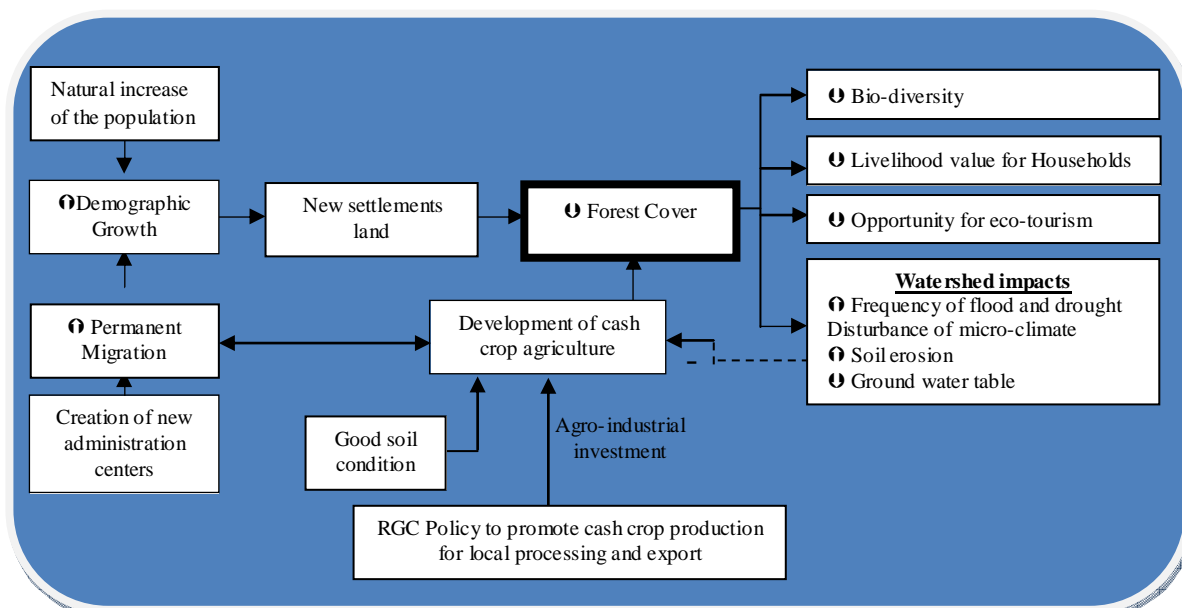 Natural increase
of the population
⮉Demographic
Growth
⮉ Permanent
Migration
Creation of new
administration
centers
New settlements
land
⮋ Forest Cover
Development of cash
crop agriculture
Good soil
condition
Agro-industrial
investment
RGC Policy to promote cash crop production
for local processing and export
⮋ Bio-diversity
⮋ Livelihood value for Households
⮋ Opportunity for eco-tourism
Watershed impacts
⮉ Frequency of flood and drought
Disturbance of micro-climate
⮉ Soil erosion
⮋ Ground water table
-